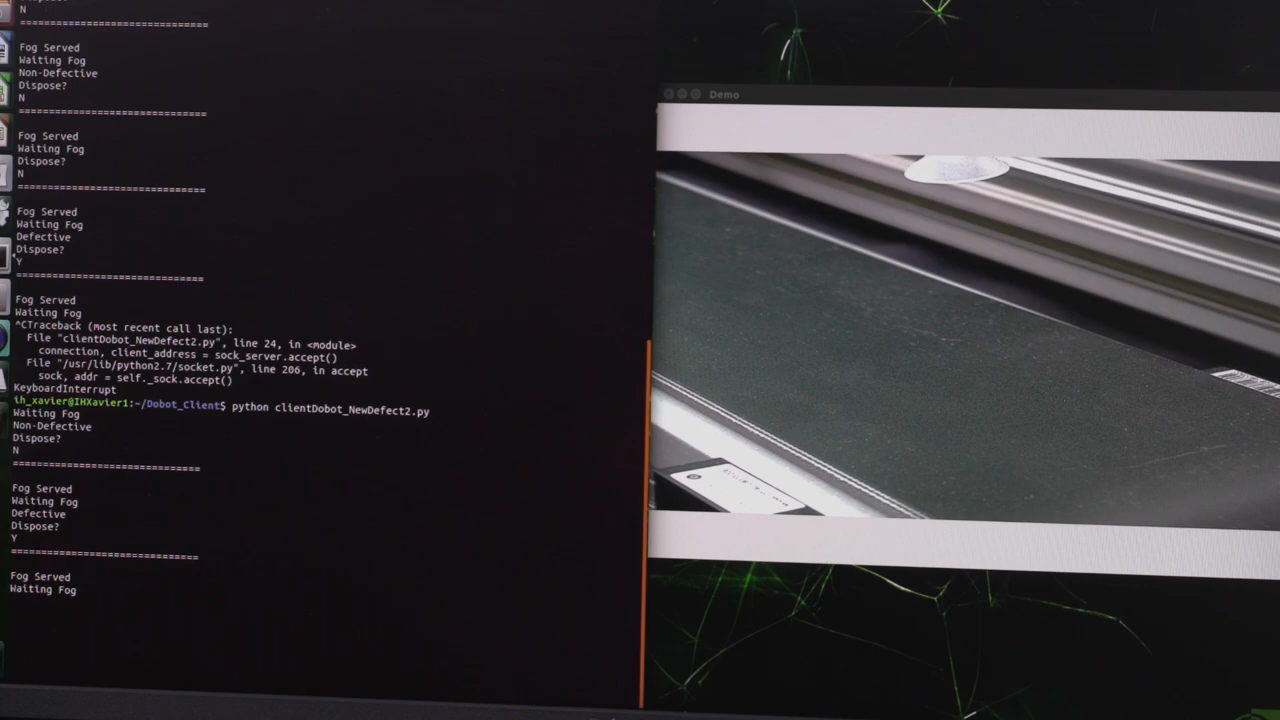 N
==============================
Fog Served
Waiting Fog
Non-Defective
Dispose?
N
==============================
Fog Served
Waiting Fog
Dispose?
N
==============================
Fog Served
Waiting Fog
Defective
Dispose?
Y
==============================
Fog Served
Waiting Fog
^CTraceback (most recent call last):
File "clientDobot_NewDefect2.py", line 24, in <module>
connection, client_address = sock_server.accept()
File "/usr/lib/python2.7/socket.py", line 206, in accept
sock, addr = self._sock.accept()
KeyboardInterrupt
ih_xavier@IHXavier1:~/Dobot_Client$ python clientDobot_NewDefect2.py
Waiting Fog
Non-Defective
Dispose?
N
==============================
Fog Served
Waiting Fog
Defective
Dispose?
Y
==============================
Fog Served
Waiting Fog
Demo